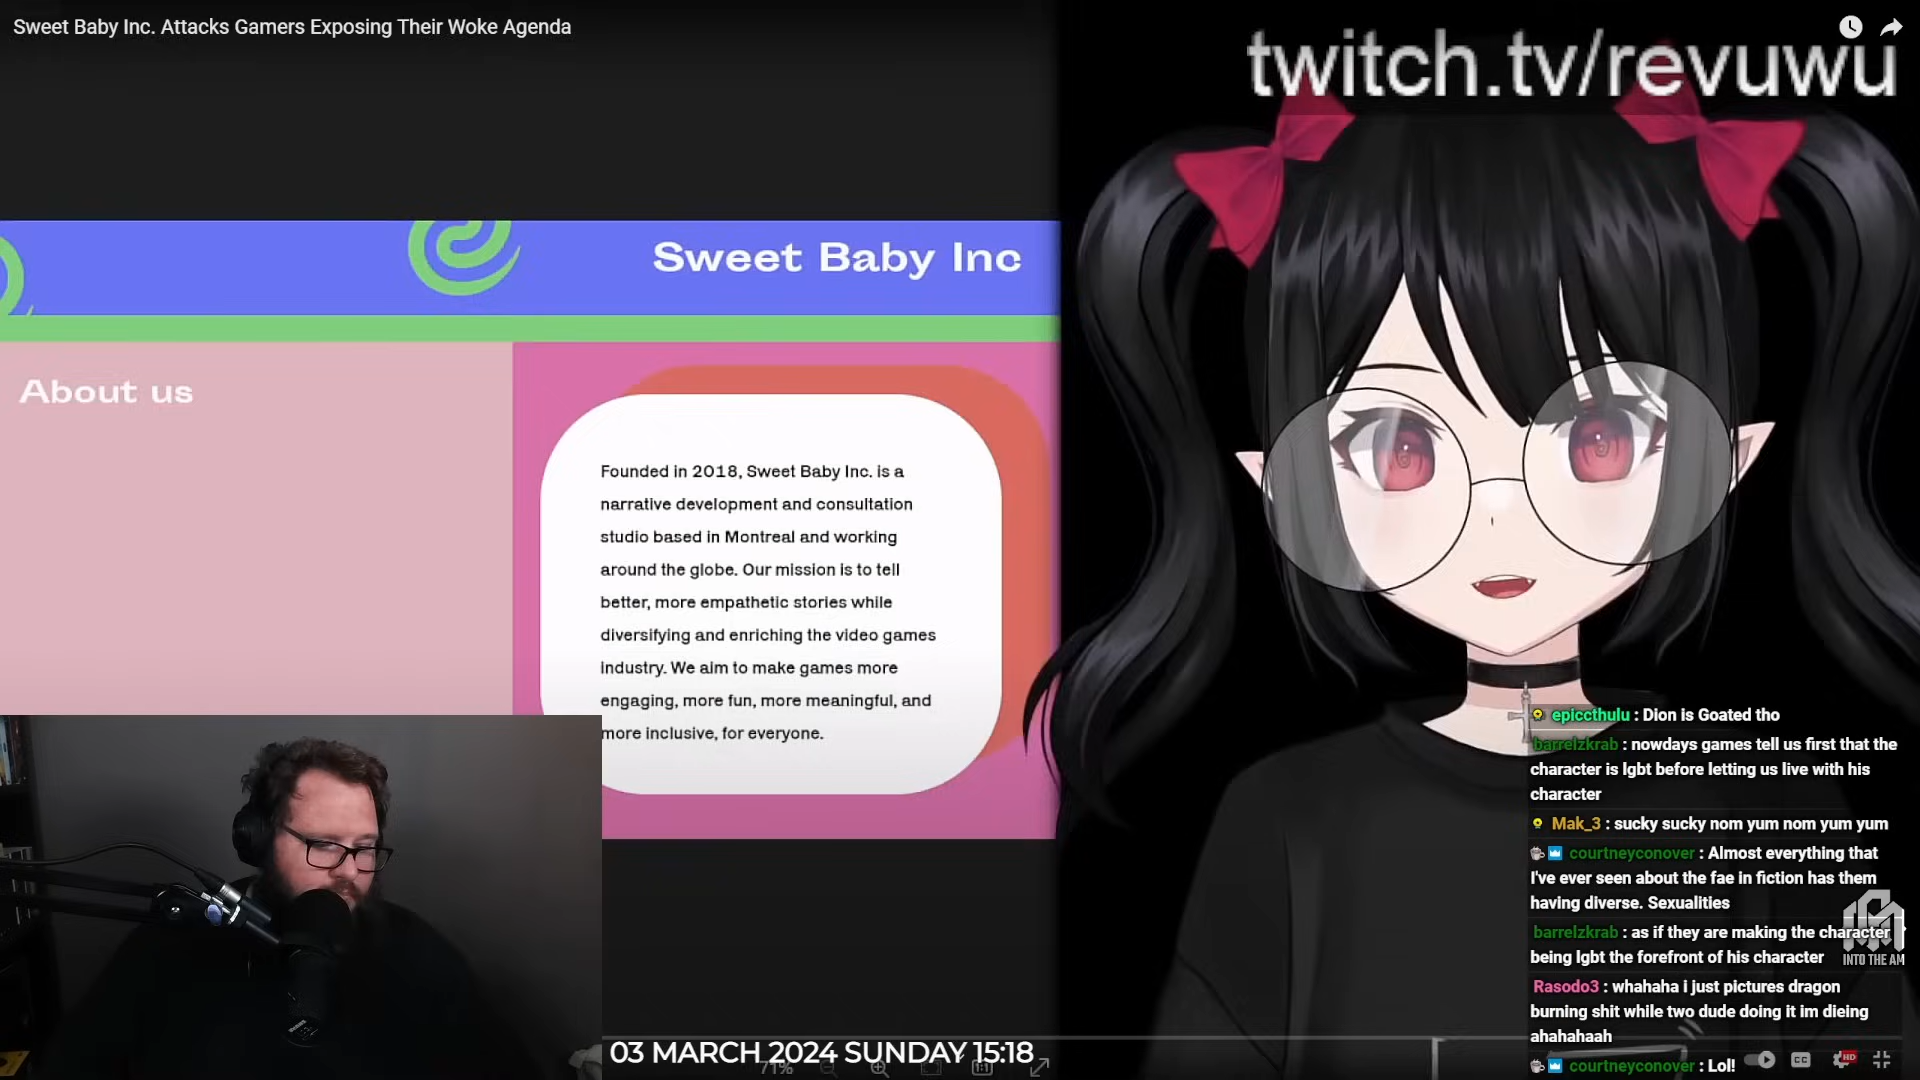 Sweet Baby Inc. Attacks Gamers Exposing Their Woke Agenda
twitch.tv/revuwu
Sweet Baby Inc
About us
Founded in 2018, Sweet Baby Inc. is a
narrative development and consultation
studio based in Montreal and working
around the globe. Our mission is to tell
better, more empathetic stories while
diversifying and enriching the video games
industry. We aim to make games more
engaging, more fun, more meaningful, and
more inclusive, for everyone.
epiccthulu : Dion is Goated tho
barrelzkrab : nowdays games tell us first that the
character is lgbt before letting us live with his
character
Mak_3 : sucky sucky nom yum nom yum yum
courtneyconover : Almost everything that
I've ever seen about the fae in fiction has them
having diverse. Sexualities
barrelzkrab : as if they are making the character
being lgbt the forefront of his character
INTO THE AM
Rasodo3 : whahaha i just pictures dragon
burning shit while two dude doing it im dieing
ahahahaah
courtneyconover : Lol!
03 MARCH 2024 SUNDAY 15:18
71%
CC
HD